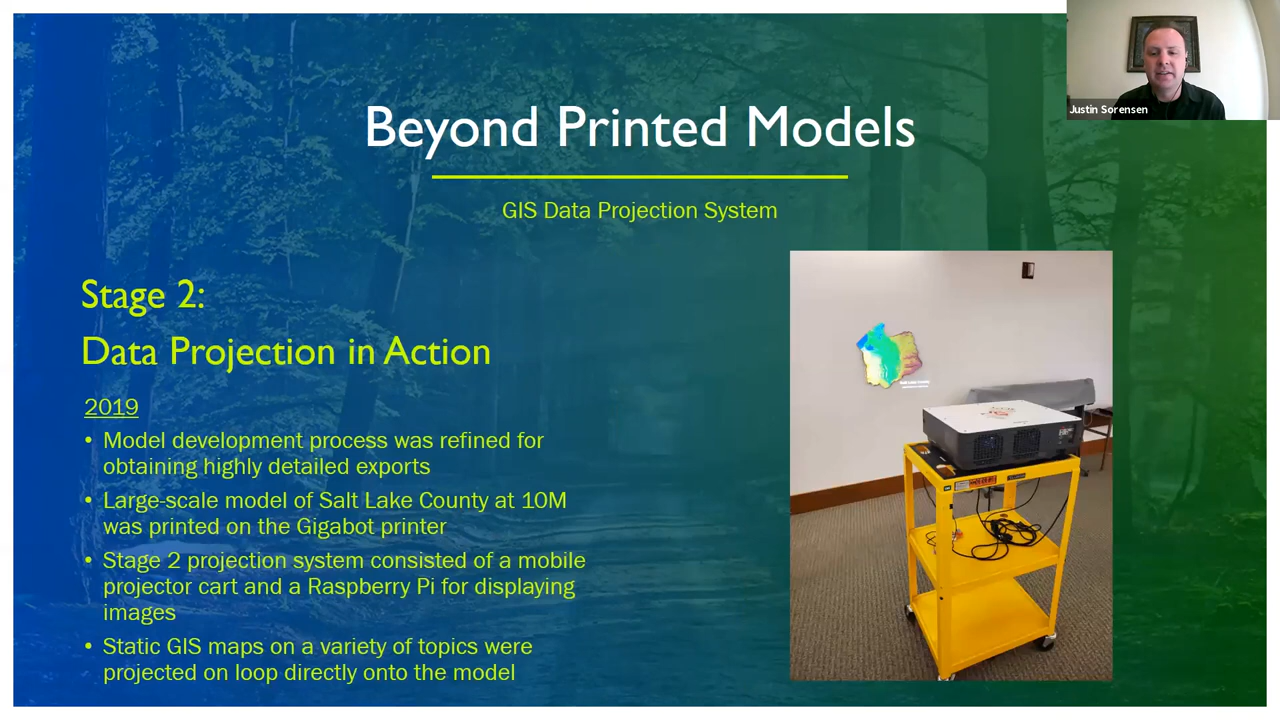 Justin Sorensen
Beyond Printed Models
GIS Data Projection System
Stage 2:
Data Projection in Action
2019
• Model development process was refined for
obtaining highly detailed exports
• Large-scale model of Salt Lake County at 10M
was printed on the Gigabot printer
• Stage 2 projection system consisted of a mobile
projector cart and a Raspberry Pi for displaying
images
• Static GIS maps on a variety of topics were
projected on loop directly onto the model
Salt Lake County